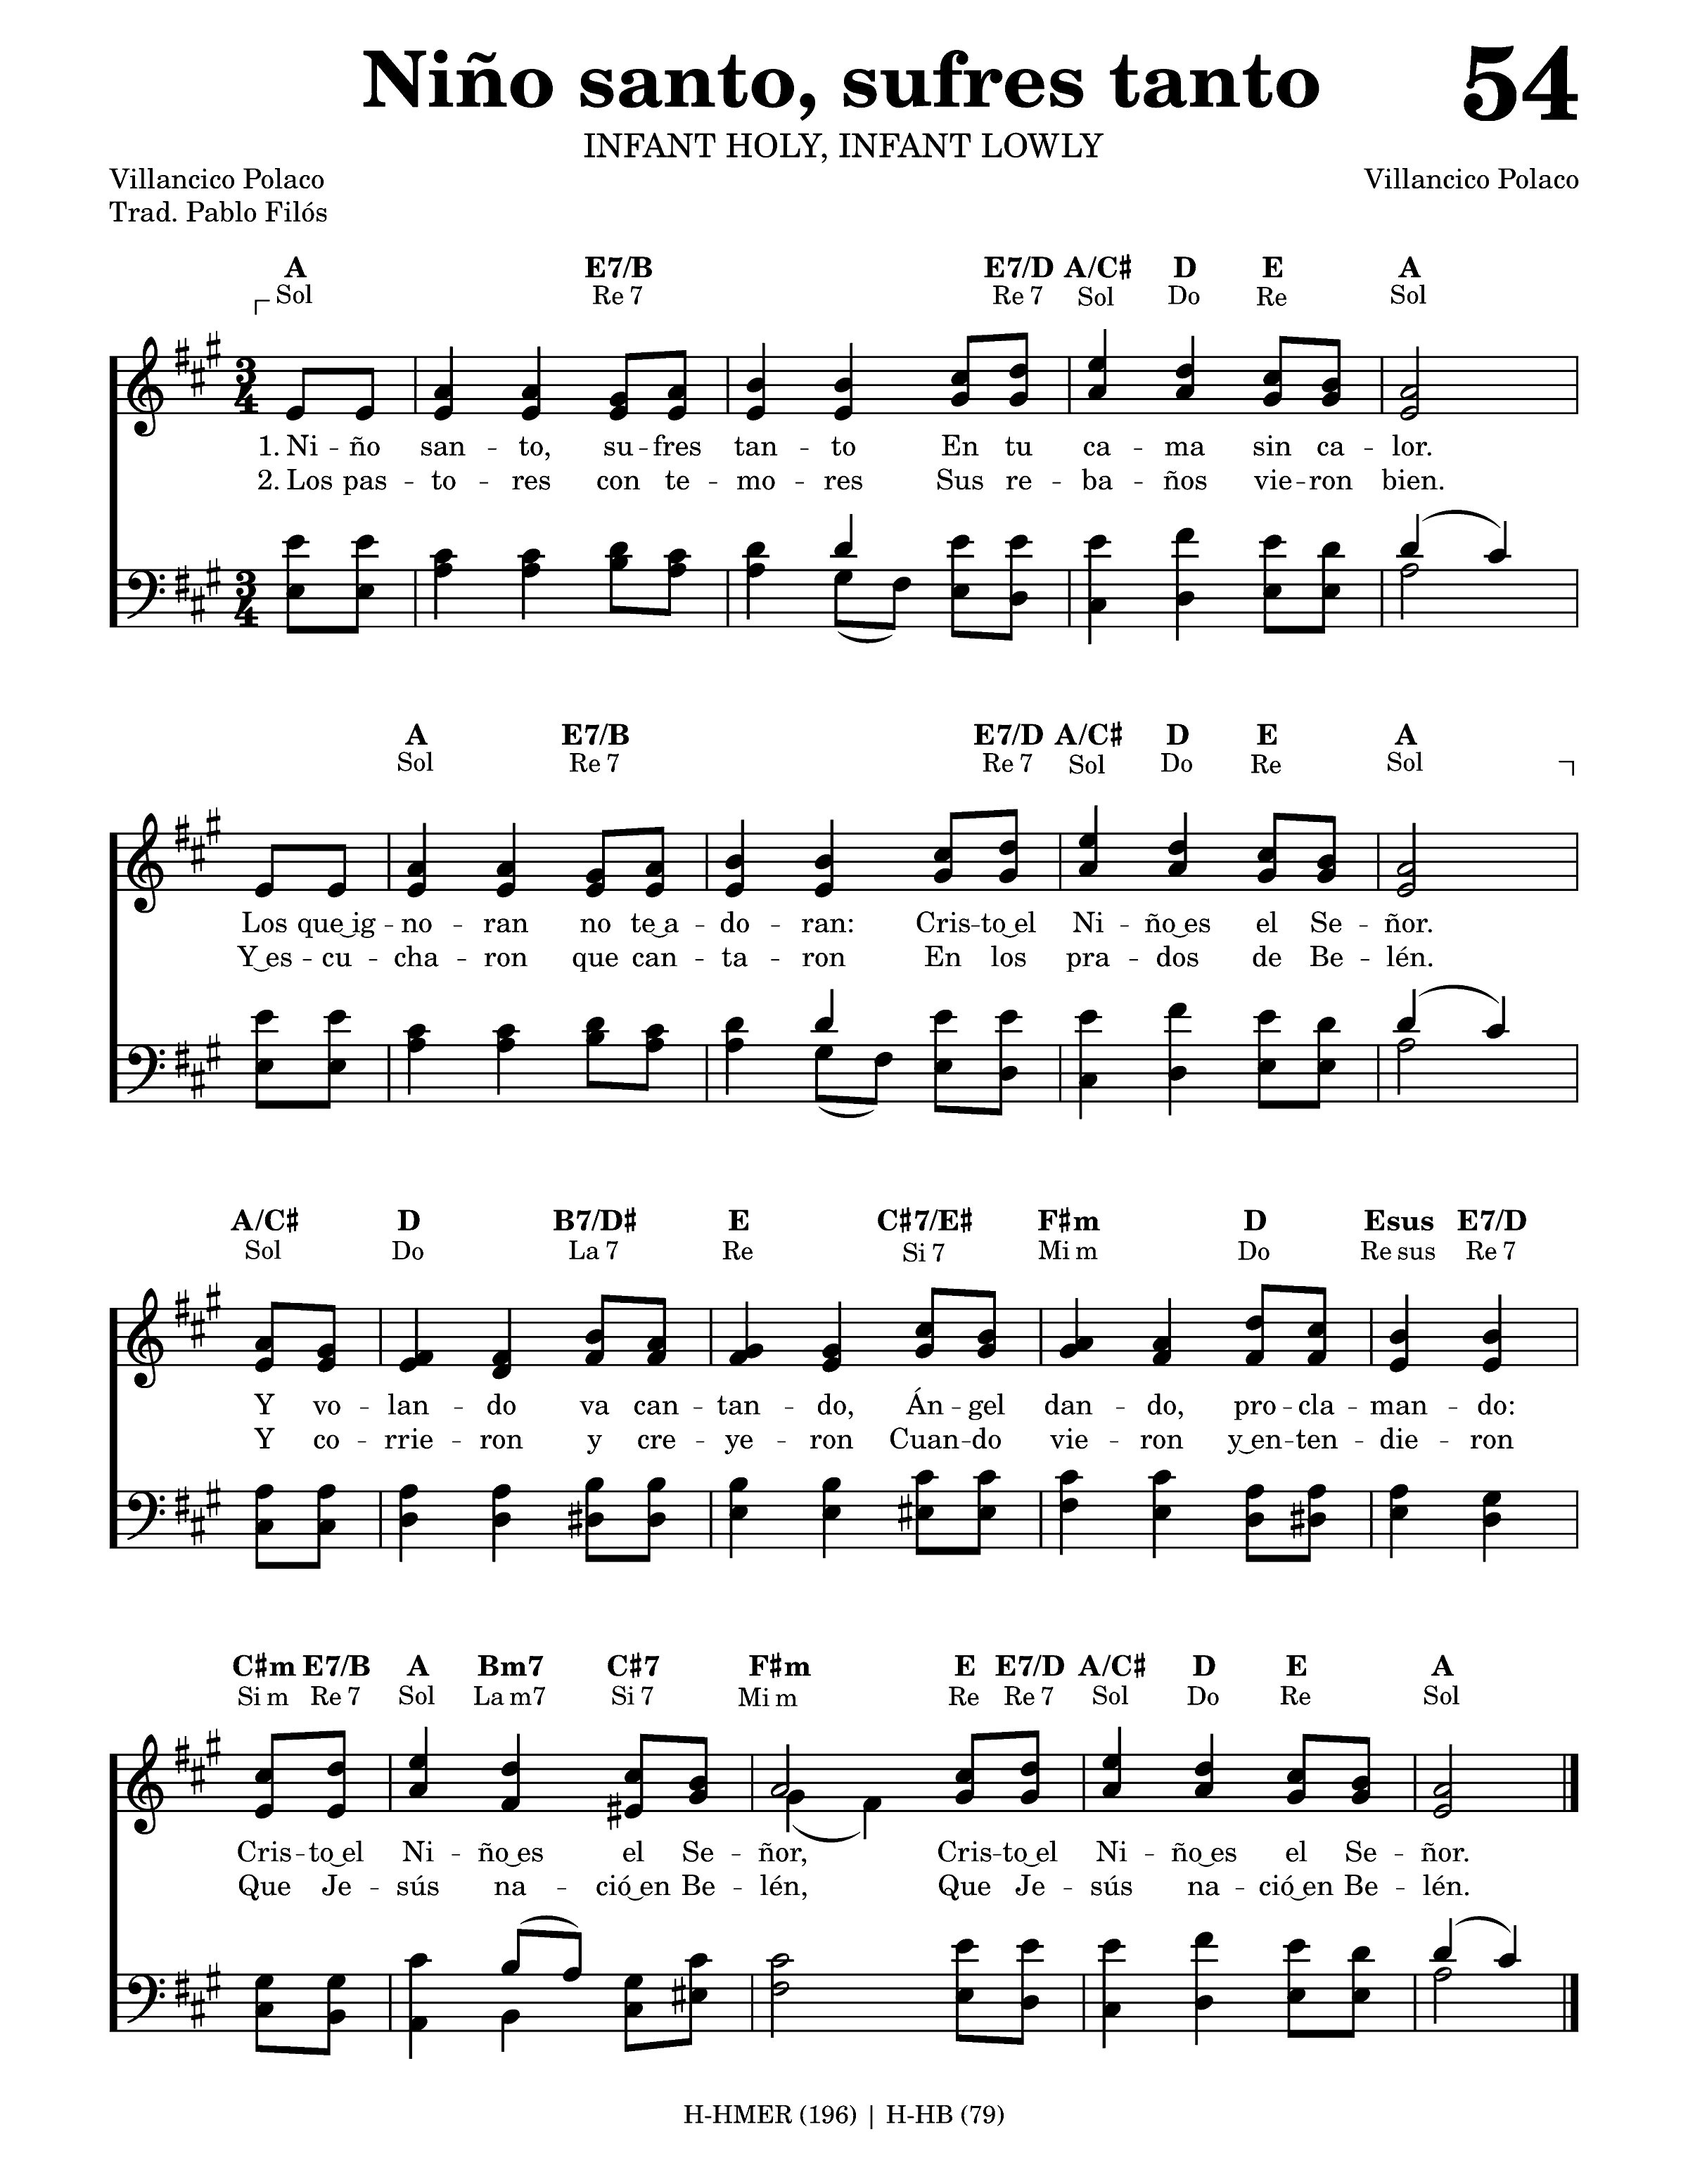 Niño santo, sufres tanto 54
INFANT HOLY, INFANT LOWLY
Villancico Polaco Villancico Polaco
Trad. Pablo Filós
A E7/B E7/D A/C♯ D E A
Sol Re 7 Re 7 Sol Do Re Sol
3 4
1. Ni – ño san – to, su – fres tan – to En tu ca – ma sin ca – lor.
2. Los pas – to – res con te – mo – res Sus re – ba – ños vie – ron bien.
3 4
A E7/B E7/D A/C♯ D E A
Sol Re 7 Re 7 Sol Do Re Sol
Los que‿ig – no – ran no te‿a – do – ran: Cris – to‿el Ni – ño‿es el Se – ñor.
Y‿es – cu – cha – ron que can – ta – ron En los pra – dos de Be – lén.
A/C♯ D B7/D♯ E C♯7/E♯ F♯m D Esus E7/D
Sol Do La 7 Re Si 7 Mi m Do Re sus Re 7
Y vo – lan – do va can – tan – do, Án – gel dan – do, pro – cla – man – do:
Y co – rrie – ron y cre – ye – ron Cuan – do vie – ron y‿en – ten – die – ron
C♯m E7/B A Bm7 C♯7 F♯m E E7/D A/C♯ D E A
Si m Re 7 Sol La m7 Si 7 Mi m Re Re 7 Sol Do Re Sol
Cris – to‿el Ni – ño‿es el Se – ñor, Cris – to‿el Ni – ño‿es el Se – ñor.
Que Je – sús na – ció‿en Be – lén, Que Je – sús na – ció‿en Be – lén.
H-HMER (196) | H-HB (79)